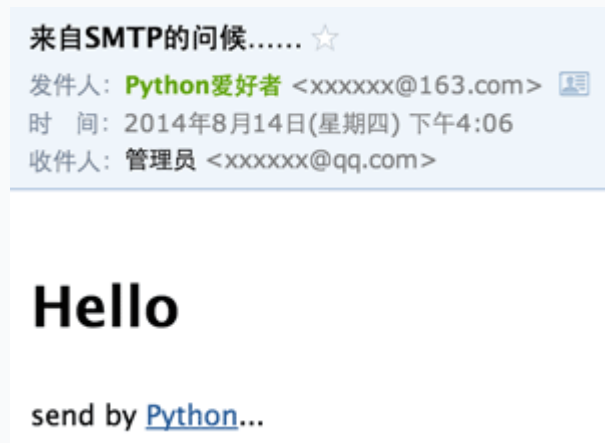 来自SMTP的问候……
发件人：Python爱好者 <xxxxxx@163.com>
时　间：2014年8月14日(星期四) 下午4:06
收件人：管理员 <xxxxxx@qq.com>
Hello
send by Python...